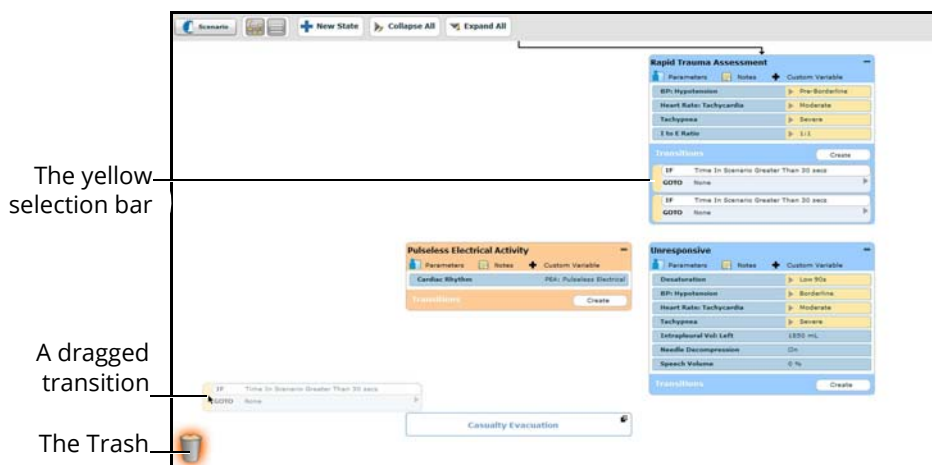 Scenario New State Collapse All Expand All
Rapid Trauma Assessment
Parameters Notes Custom Variable
BP: Hypotension Pre-Borderline
Heart Rate: Tachycardia Moderate
Tachypnea Severe
I to E Ratio 1/1
Transitions Create
IF Time In Scenario Greater Than 30 secs
GOTO None
IF Time In Scenario Greater Than 30 secs
GOTO None
The yellow
selection bar
Pulseless Electrical Activity
Parameters Notes Custom Variable
Cardiac Rhythm PEA: Pulseless Electrical
Transitions Create
Unresponsive
Parameters Notes Custom Variable
Desaturation Low 90s
BP: Hypotension Borderline
Heart Rate: Tachycardia Moderate
Tachypnea Severe
Intrapleural Vol: Left 1850 mL
Needle Decompression On
Speech Volume 0 %
Transitions Create
A dragged
transition
IF Time In Scenario Greater Than 30 secs
GOTO None
Casualty Evacuation
The Trash